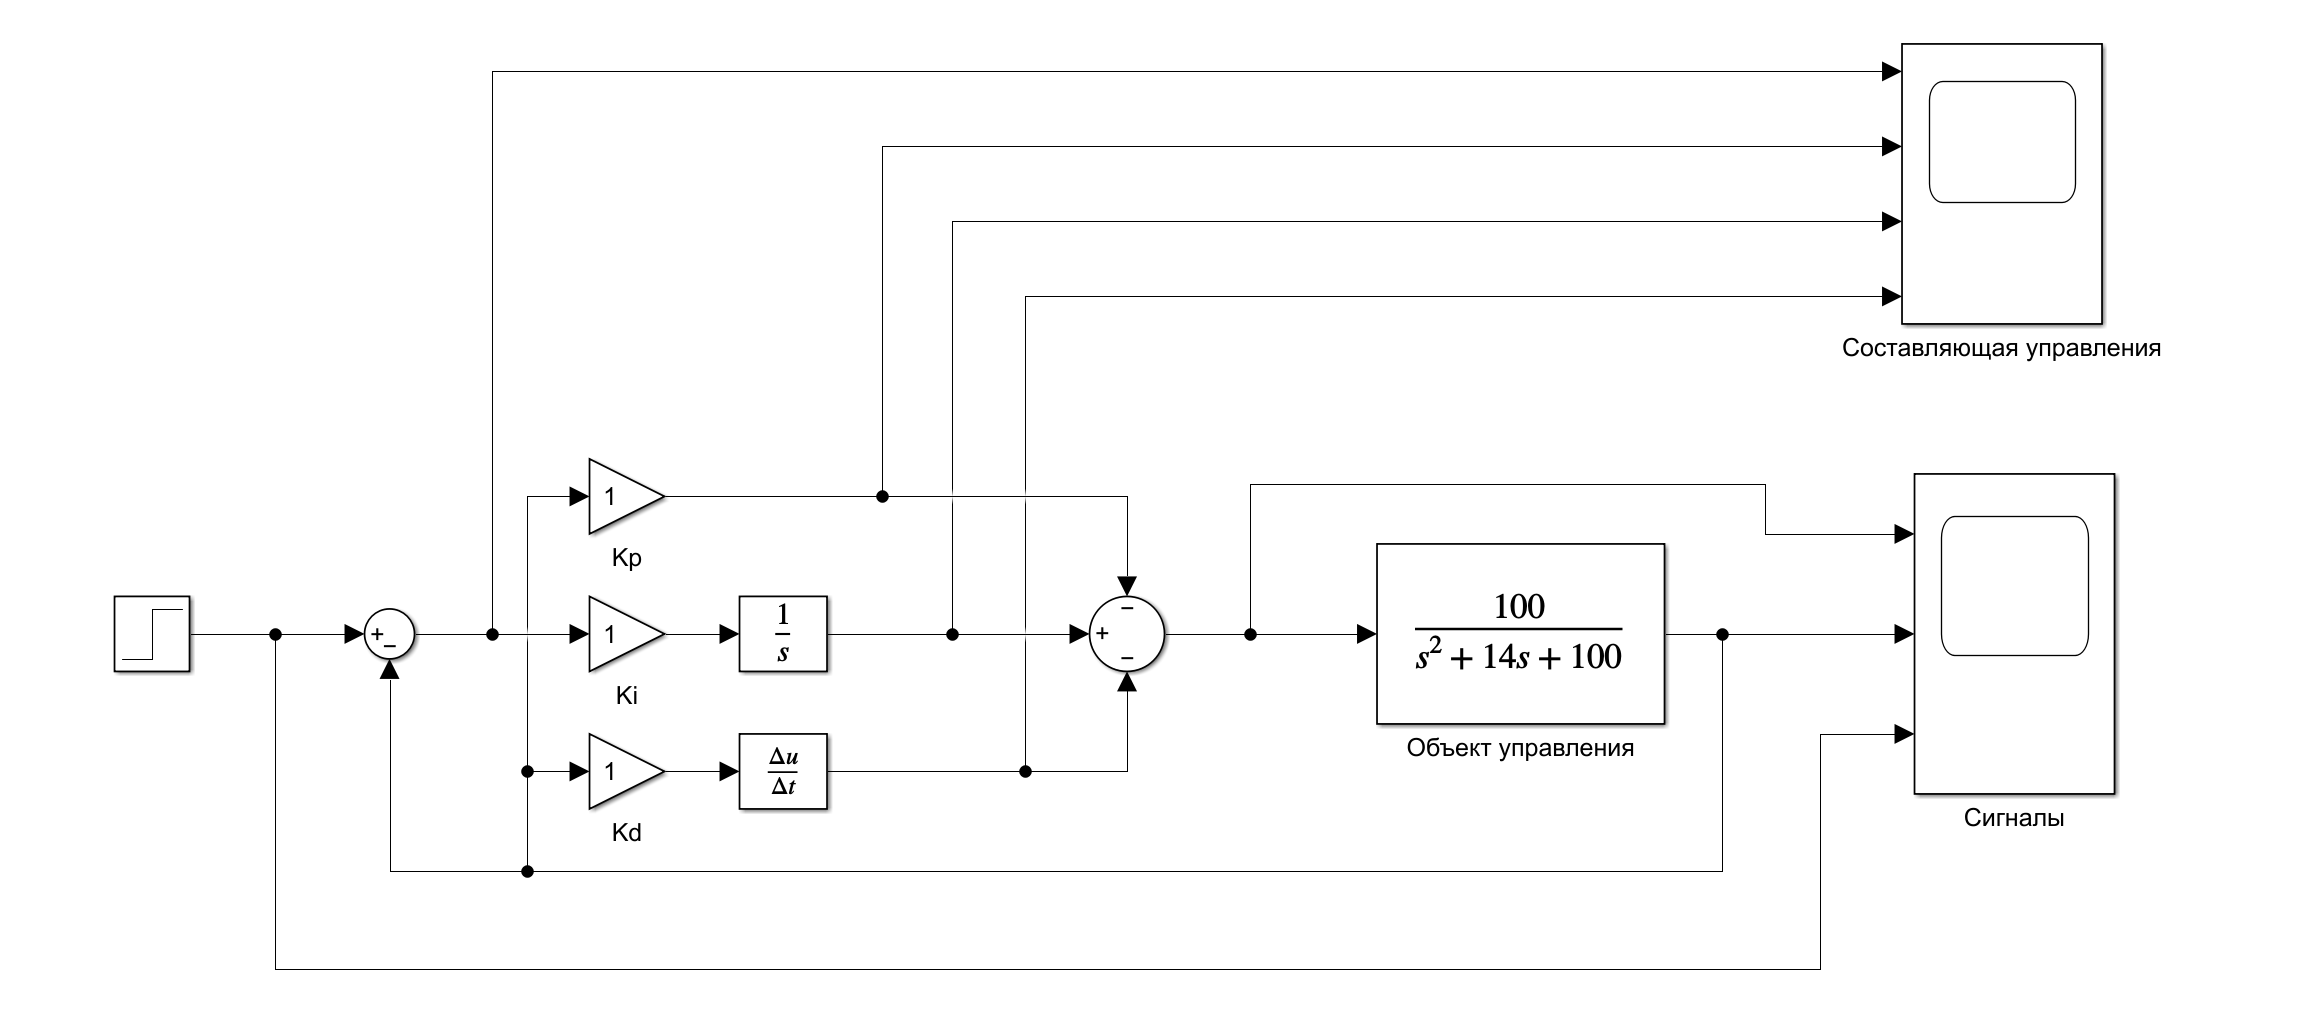 Составляющая управления
1
Kp
+
−
1
Ki
1
s
−
+
−
100
s² + 14s + 100
Объект управления
1
Kd
Δu
Δt
Сигналы